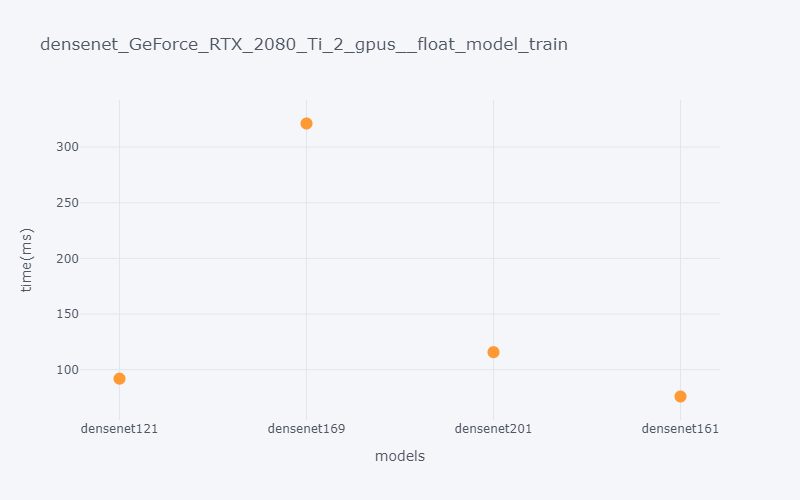 densenet_GeForce_RTX_2080_Ti_2_gpus__float_model_train
300
250
200
150
100
time(ms)
densenet121
densenet169
densenet201
densenet161
models